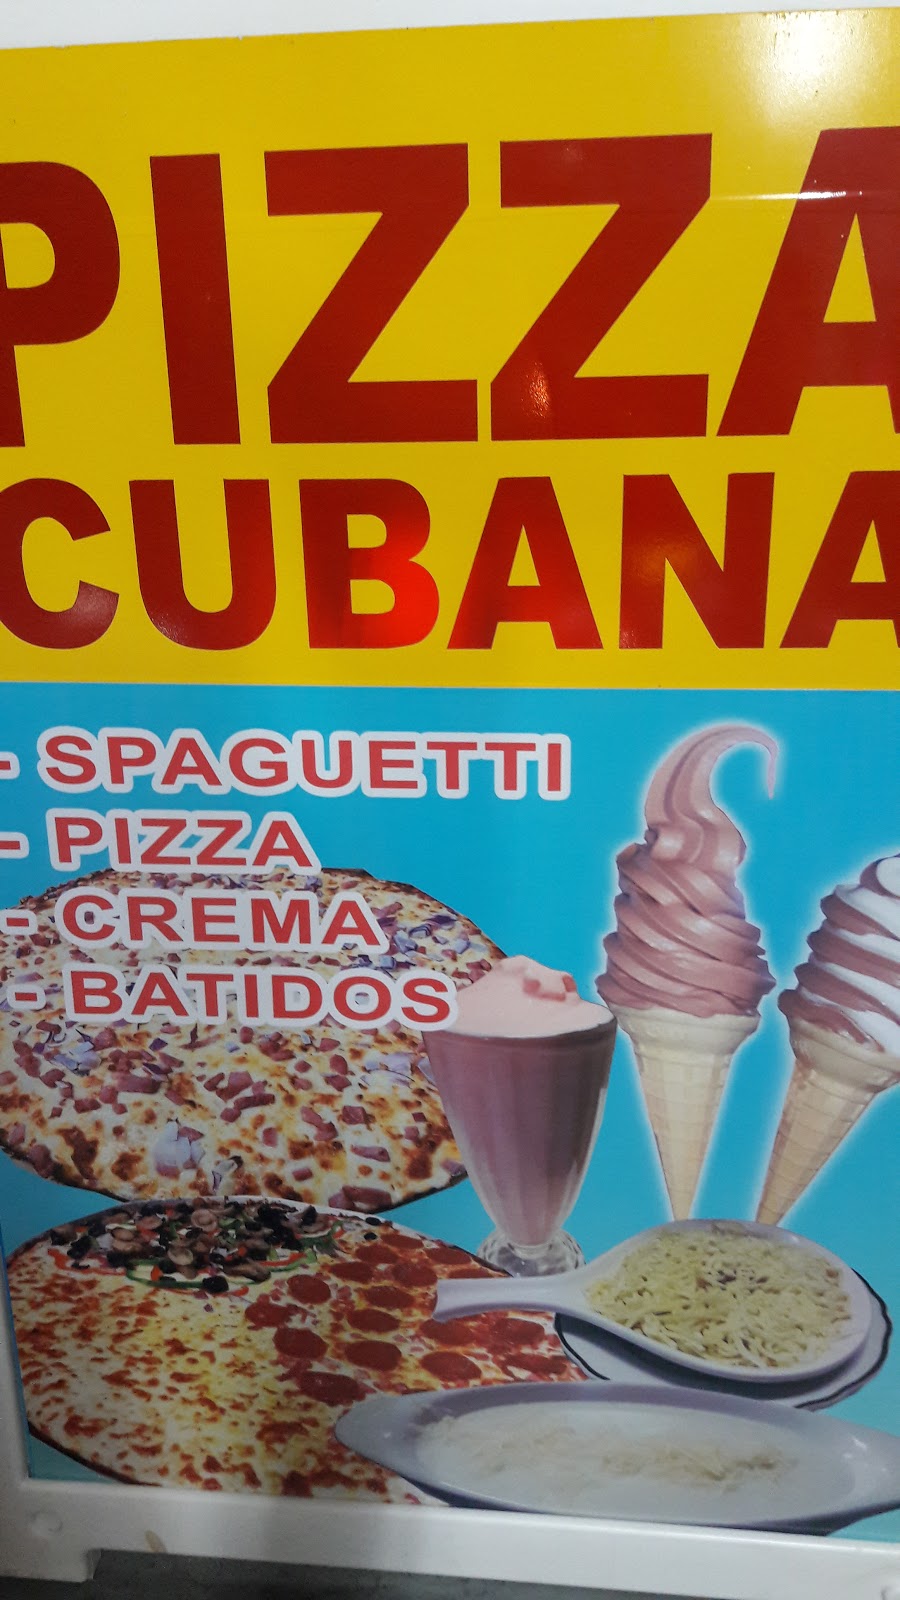 PIZZA
CUBANA
- SPAGUETTI
- PIZZA
- CREMA
- BATIDOS